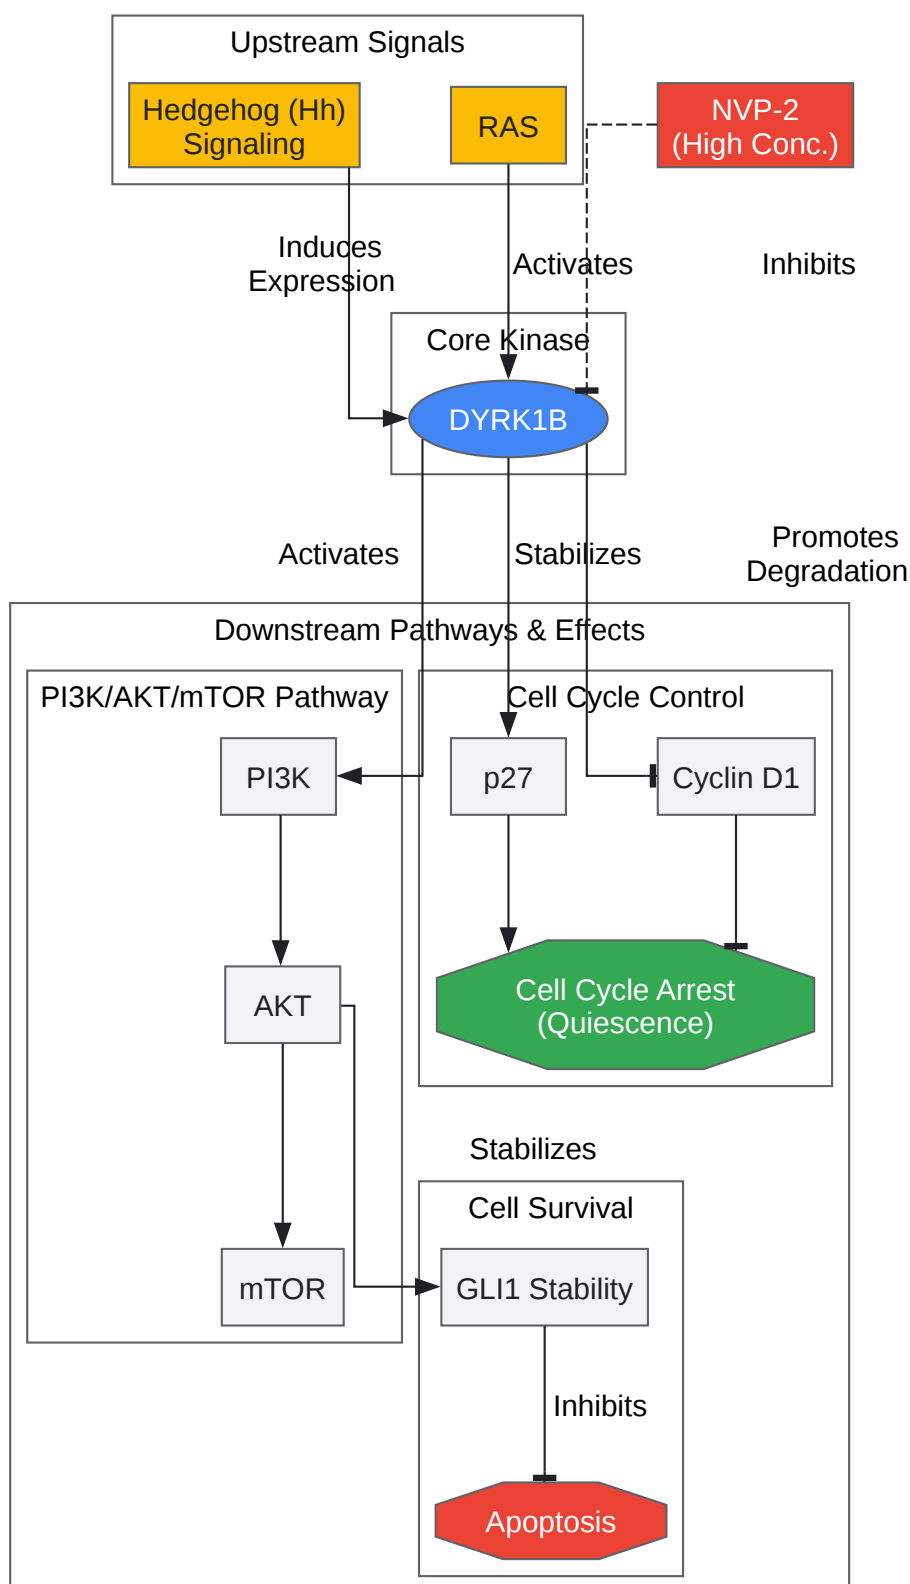 Upstream Signals
Hedgehog (Hh)
Signaling
RAS
NVP-2
(High Conc.)
Induces
Expression
Activates
Inhibits
Core Kinase
DYRK1B
Activates
Stabilizes
Promotes
Degradation
Downstream Pathways & Effects
PI3K/AKT/mTOR Pathway
Cell Cycle Control
PI3K
p27
Cyclin D1
AKT
Cell Cycle Arrest
(Quiescence)
Stabilizes
Cell Survival
mTOR
GLI1 Stability
Inhibits
Apoptosis